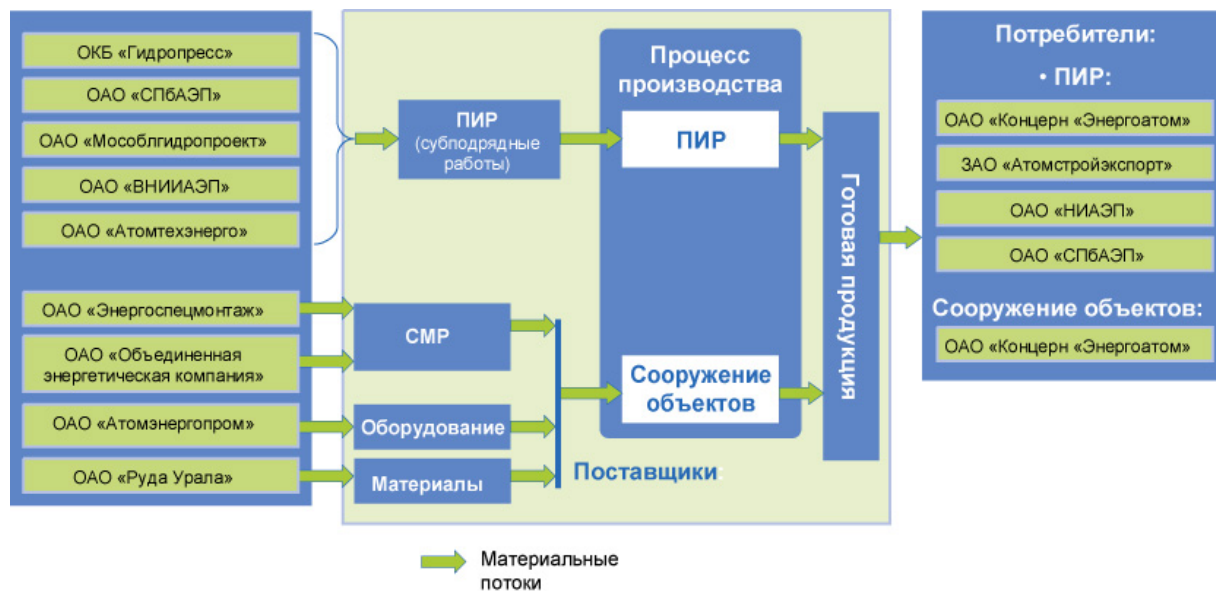 ОКБ «Гидропресс»
ОАО «СПбАЭП»
ОАО «Мособлгидропроект»
ОАО «ВНИИАЭП»
ОАО «Атомтехэнерго»
ОАО «Энергоспецмонтаж»
ОАО «Объединенная
энергетическая компания»
ОАО «Атомэнергопром»
ОАО «Руда Урала»
ПИР
(субподрядные
работы)
СМР
Оборудование
Материалы
Процесс
производства
ПИР
Сооружение
объектов
Поставщики:
Готовая продукция
Потребители:
• ПИР:
ОАО «Концерн «Энергоатом»
ЗАО «Атомстройэкспорт»
ОАО «НИАЭП»
ОАО «СПбАЭП»
Сооружение объектов:
ОАО «Концерн «Энергоатом»
Материальные
потоки